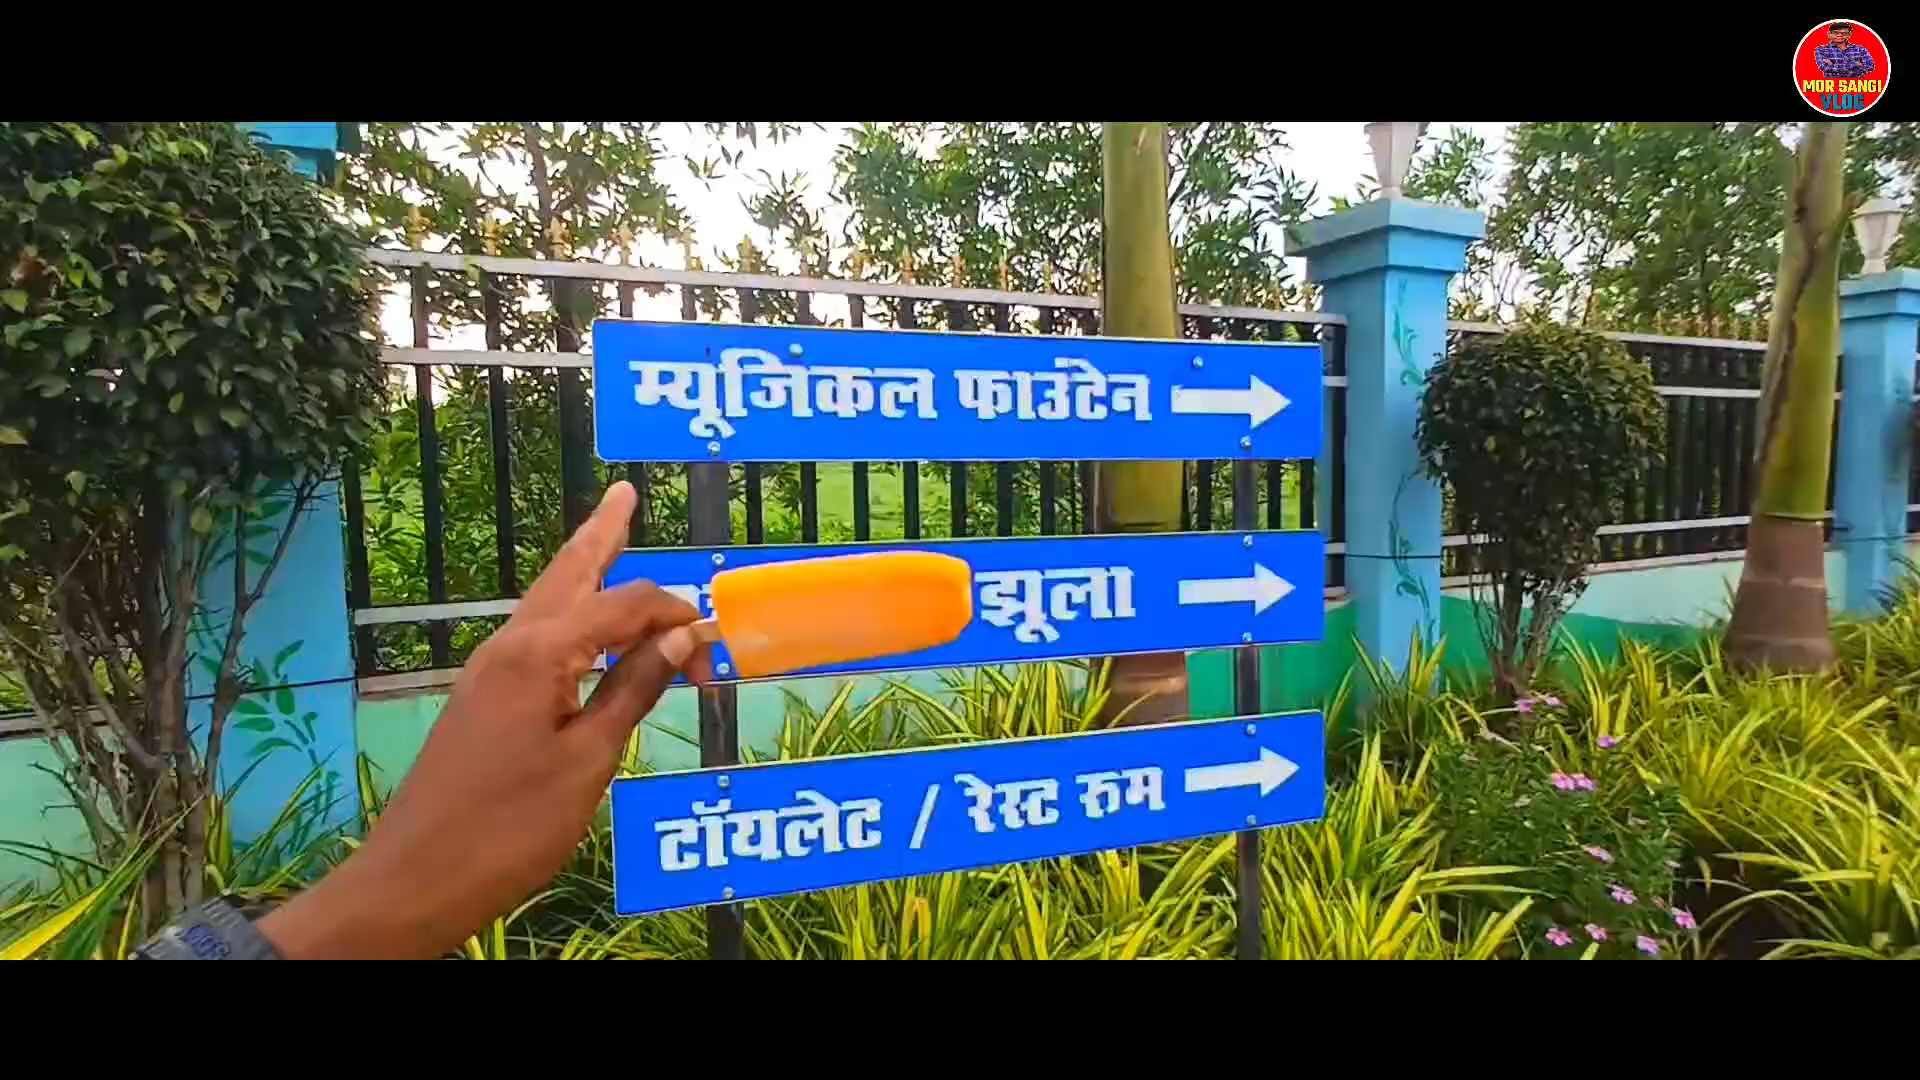 MOR SANGI
VLOG
म्यूजिकल फाउंटेन
झूला
टॉयलेट / रेस्ट रुम